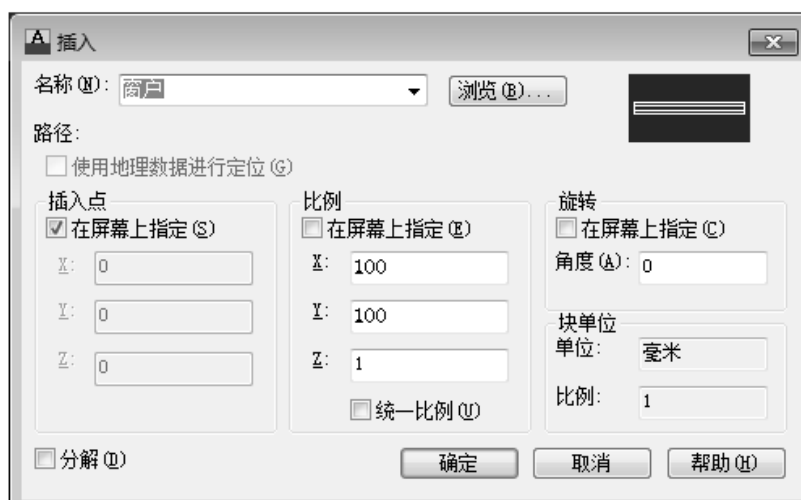 插入
名称(N): 窗户 浏览(B)...
路径:
使用地理数据进行定位(G)
插入点 比例 旋转
在屏幕上指定(S) 在屏幕上指定(E) 在屏幕上指定(C)
X: 0 X: 100 角度(A): 0
Y: 0 Y: 100 块单位
单位: 毫米
Z: 0 Z: 1
比例: 1
统一比例(U)
分解(D) 确定 取消 帮助(H)